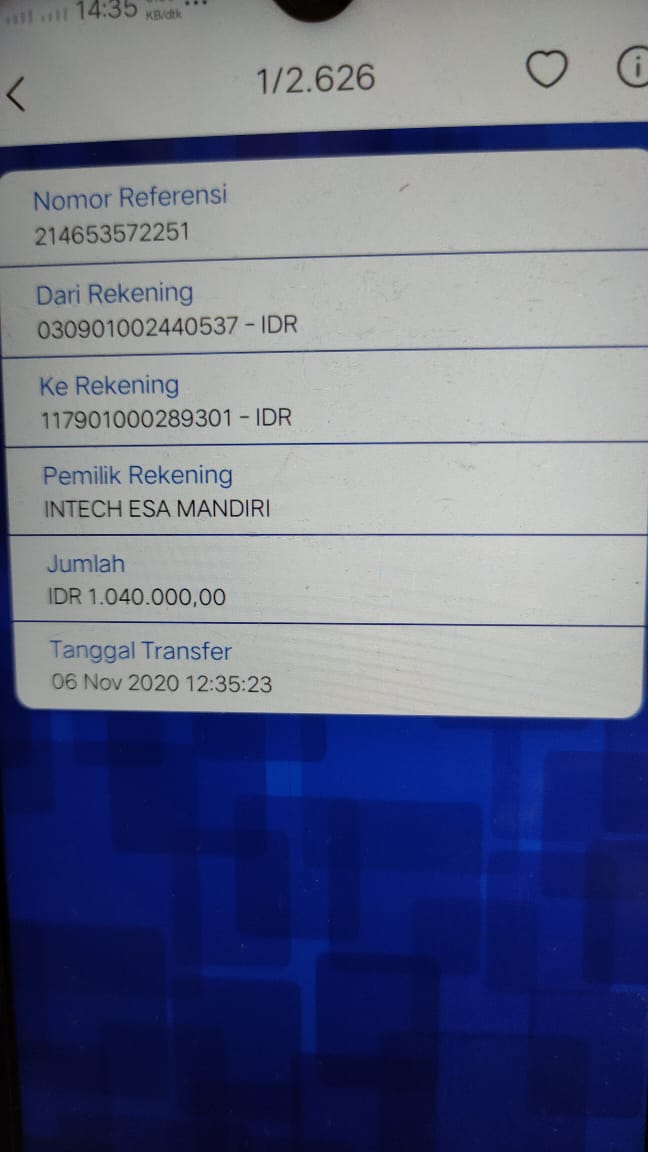 14:35 KB/dtk ...
1/2.626
Nomor Referensi
214653572251
Dari Rekening
030901002440537 - IDR
Ke Rekening
117901000289301 - IDR
Pemilik Rekening
INTECH ESA MANDIRI
Jumlah
IDR 1.040.000,00
Tanggal Transfer
06 Nov 2020 12:35:23